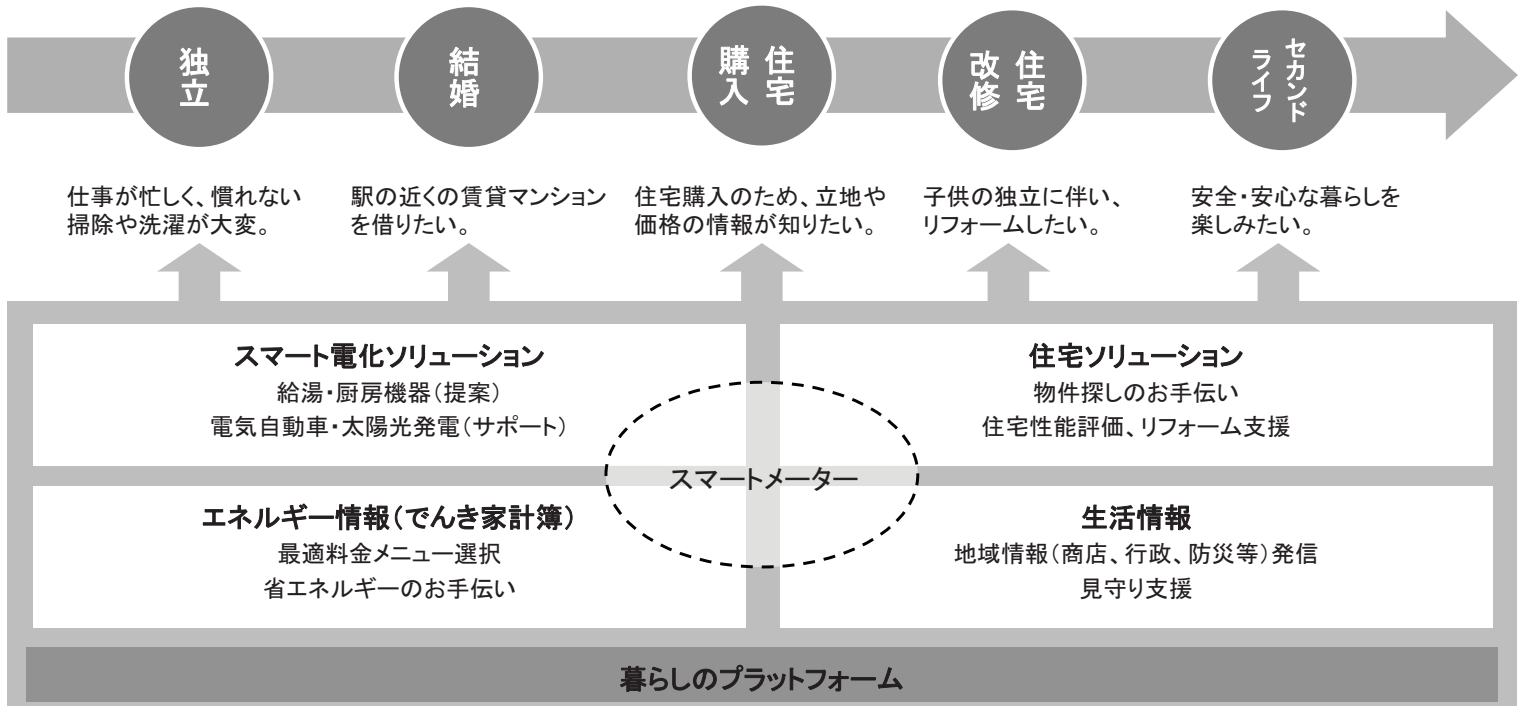 独立
結婚
住宅
購入
住宅
改修
セカンド
ライフ
仕事が忙しく、慣れない
掃除や洗濯が大変。
駅の近くの賃貸マンション
を借りたい。
住宅購入のため、立地や
価格の情報が知りたい。
子供の独立に伴い、
リフォームしたい。
安全・安心な暮らしを
楽しみたい。
スマート電化ソリューション
給湯・厨房機器(提案)
電気自動車・太陽光発電(サポート)
住宅ソリューション
物件探しのお手伝い
住宅性能評価、リフォーム支援
スマートメーター
エネルギー情報(でんき家計簿)
最適料金メニュー選択
省エネルギーのお手伝い
生活情報
地域情報(商店、行政、防災等)発信
見守り支援
暮らしのプラットフォーム